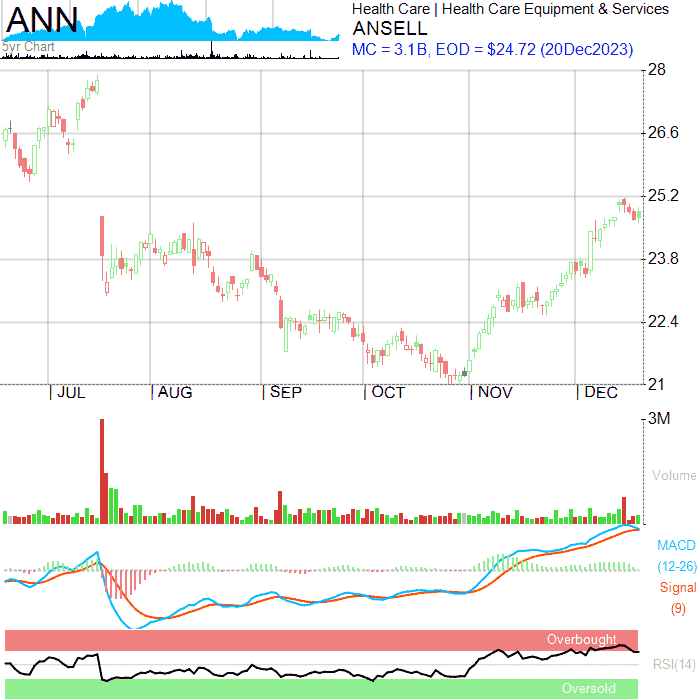 ANN
5yr Chart
Health Care | Health Care Equipment & Services
ANSELL
MC = 3.1B, EOD = $24.72 (20Dec2023)
28
26.6
25.2
23.8
22.4
21
JUL AUG SEP OCT NOV DEC
3M
Volume
MACD
(12-26)
Signal
(9)
Overbought
RSI(14)
Oversold